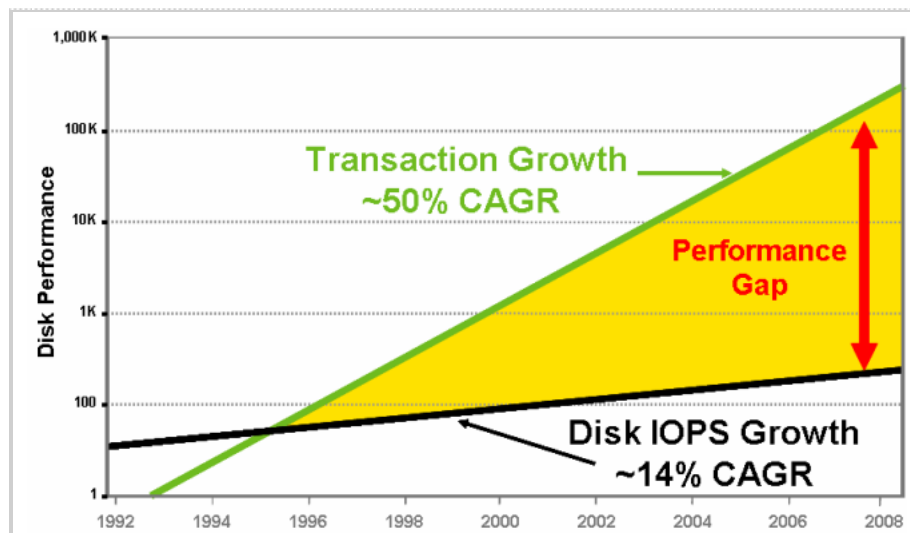 1,000K
100K
10K
1K
100
1
Disk Performance
Transaction Growth
~50% CAGR
Performance
Gap
Disk IOPS Growth
~14% CAGR
1992 1994 1996 1998 2000 2002 2004 2006 2008